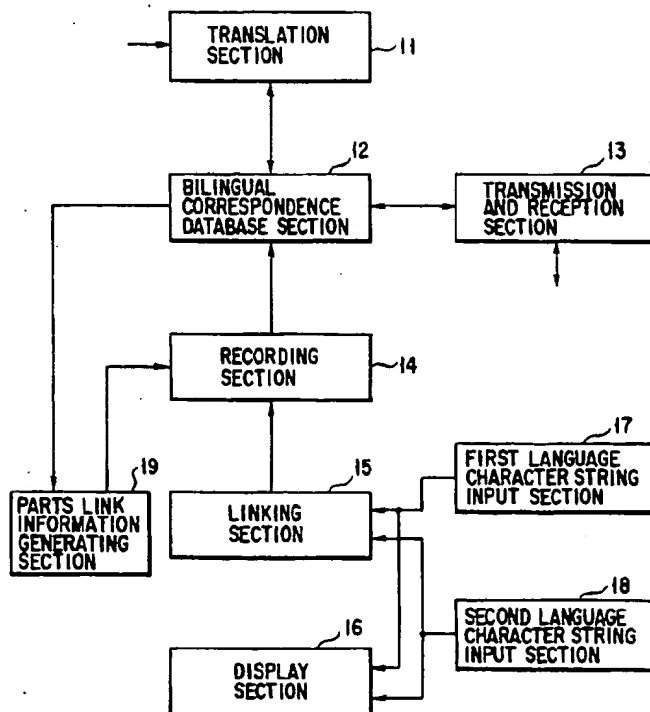 TRANSLATION
SECTION
11
12
13
BILINGUAL
CORRESPONDENCE
DATABASE SECTION
TRANSMISSION
AND RECEPTION
SECTION
RECORDING
SECTION
14
17
19
15
FIRST LANGUAGE
CHARACTER STRING
INPUT SECTION
PARTS LINK
INFORMATION
GENERATING
SECTION
LINKING
SECTION
18
16
SECOND LANGUAGE
CHARACTER STRING
INPUT SECTION
DISPLAY
SECTION